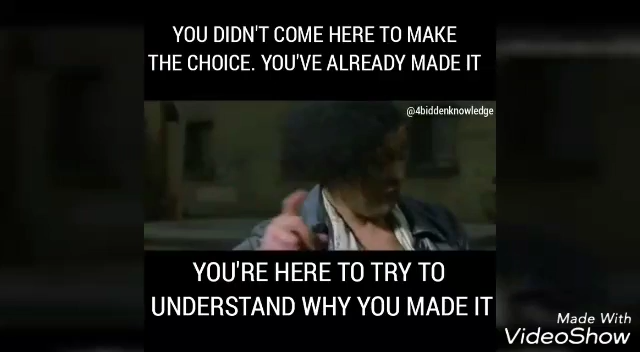 YOU DIDN'T COME HERE TO MAKE
THE CHOICE. YOU'VE ALREADY MADE IT
@4biddenknowledge
YOU'RE HERE TO TRY TO
UNDERSTAND WHY YOU MADE IT
Made With
VideoShow